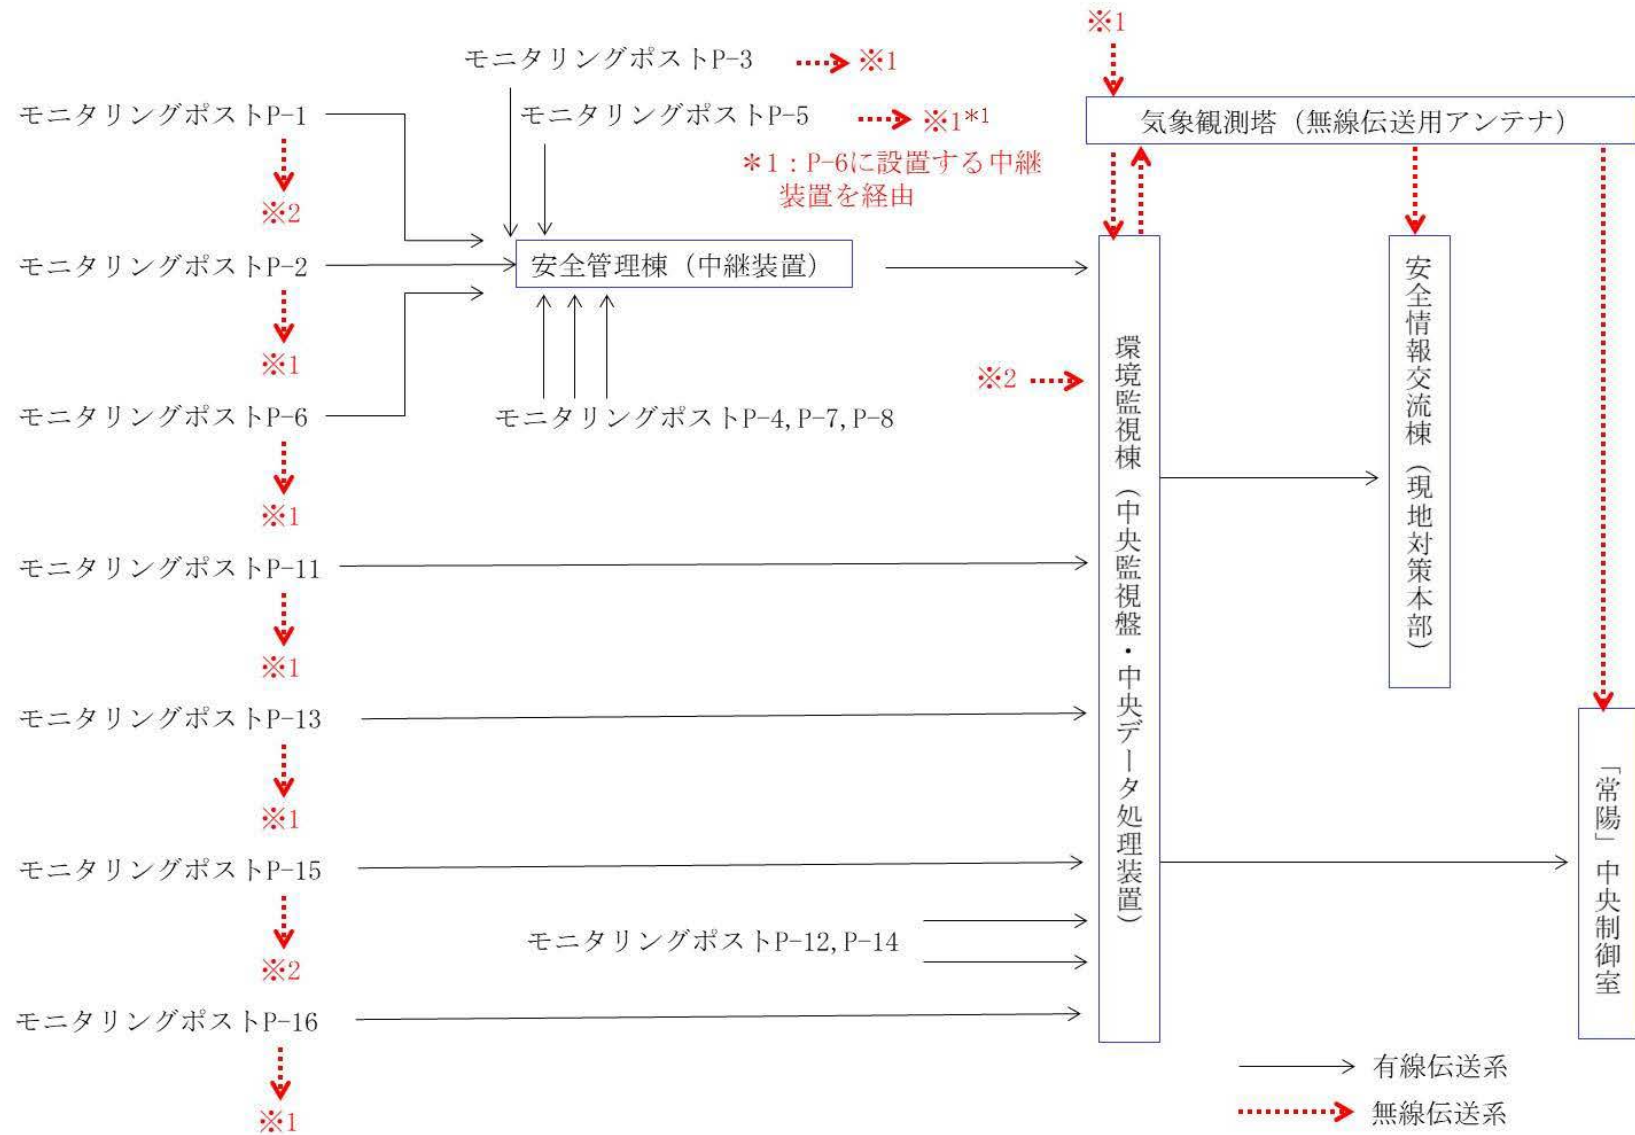 ※1
モニタリングポストP-3
※1
モニタリングポストP-1
モニタリングポストP-5
※1*1
気象観測塔（無線伝送用アンテナ）
*1：P-6に設置する中継
装置を経由
※2
モニタリングポストP-2
安全管理棟（中継装置）
※1
※2
モニタリングポストP-6
モニタリングポストP-4, P-7, P-8
※1
環境監視棟（中央監視盤・中央データ処理装置）
安全情報交流棟（現地対策本部）
モニタリングポストP-11
※1
モニタリングポストP-13
※1
「常陽」中央制御室
モニタリングポストP-15
モニタリングポストP-12, P-14
※2
モニタリングポストP-16
有線伝送系
※1
無線伝送系